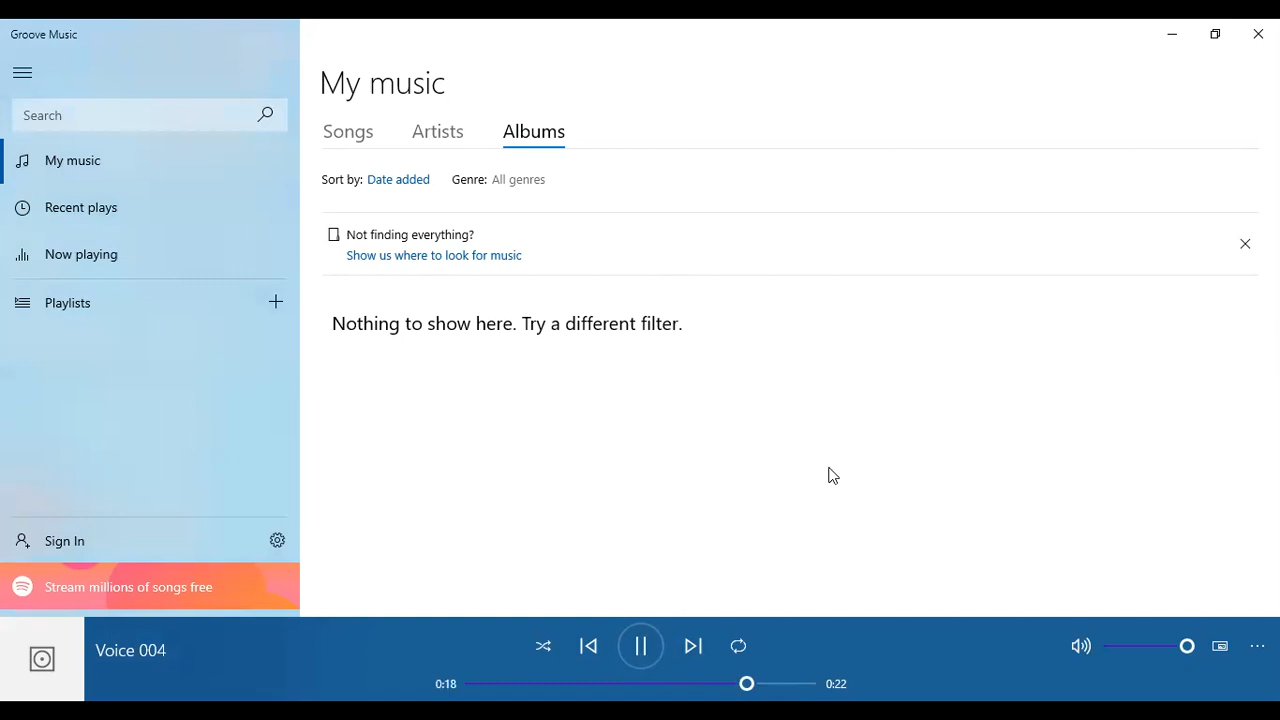 Groove Music
Search
My music
Recent plays
Now playing
Playlists
Sign In
Stream millions of songs free
My music
Songs Artists Albums
Sort by: Date added Genre: All genres
Not finding everything?
Show us where to look for music
Nothing to show here. Try a different filter.
Voice 004
0:18 0:22